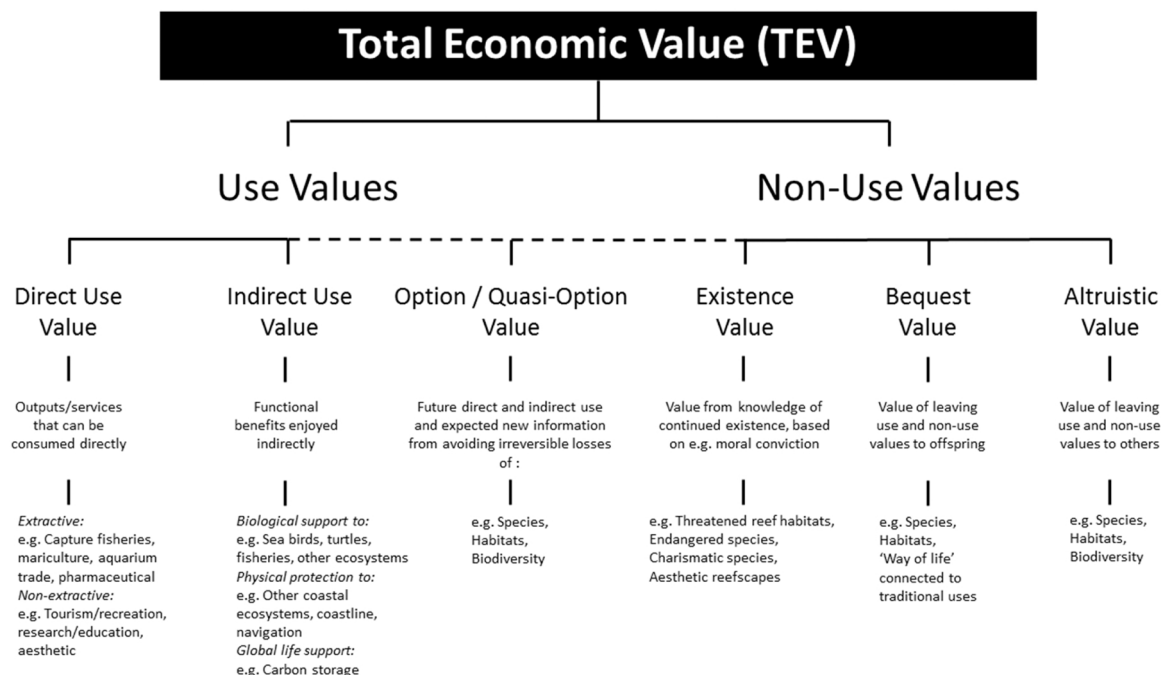 Total Economic Value (TEV)
Use Values
Non-Use Values
Direct Use
Value
Indirect Use
Value
Option / Quasi-Option
Value
Existence
Value
Bequest
Value
Altruistic
Value
Outputs/services
that can be
consumed directly
Functional
benefits enjoyed
indirectly
Future direct and indirect use
and expected new information
from avoiding irreversible losses
of :
Value from knowledge of
continued existence, based
on e.g. moral conviction
Value of leaving
use and non-use
values to offspring
Value of leaving
use and non-use
values to others
Extractive:
e.g. Capture fisheries,
mariculture, aquarium
trade, pharmaceutical
Non-extractive:
e.g. Tourism/recreation,
research/education,
aesthetic
Biological support to:
e.g. Sea birds, turtles,
fisheries, other ecosystems
Physical protection to:
e.g. Other coastal
ecosystems, coastline,
navigation
Global life support:
e.g. Carbon storage
e.g. Species,
Habitats,
Biodiversity
e.g. Threatened reef habitats,
Endangered species,
Charismatic species,
Aesthetic reefscapes
e.g. Species,
Habitats,
‘Way of life’
connected to
traditional uses
e.g. Species,
Habitats,
Biodiversity